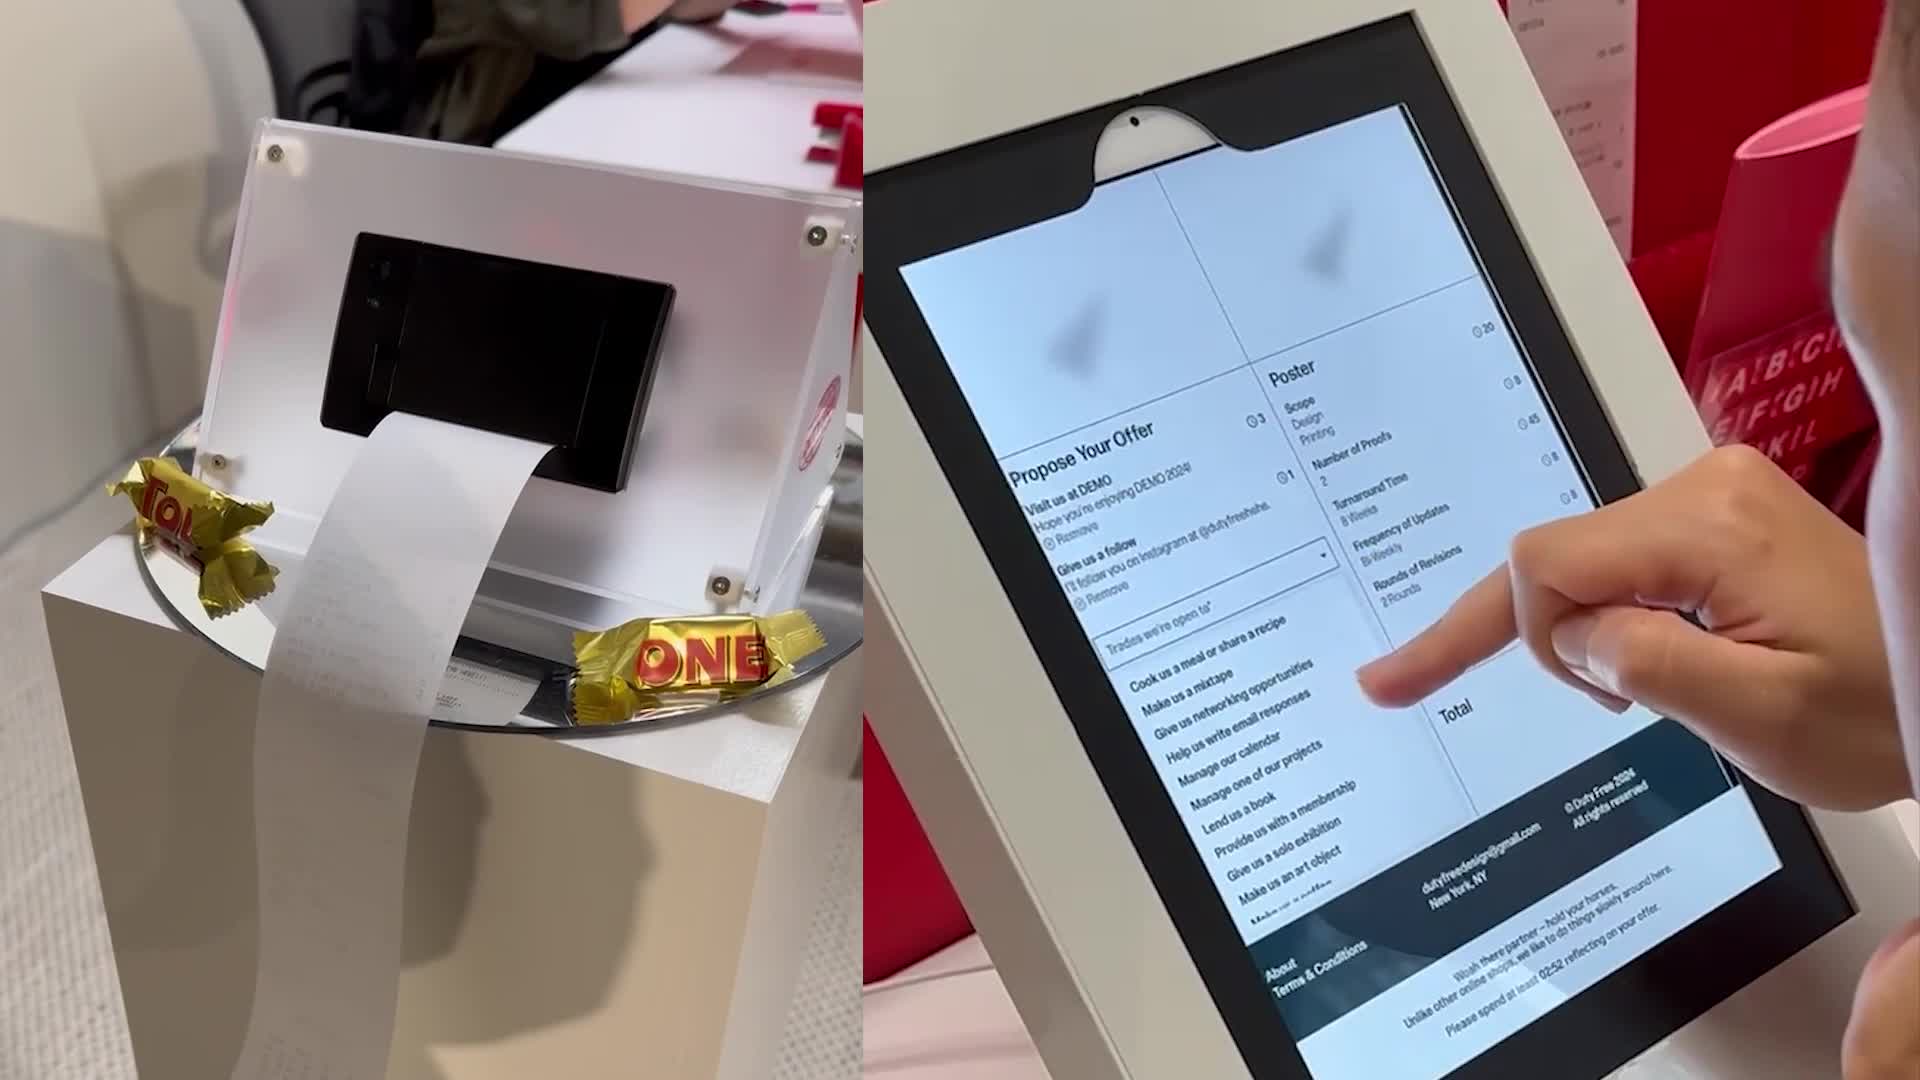 TON
ONE
Propose Your Offer
3
Visit us at DEMO
Hope you're enjoying DEMO 2024!
Remove
1
Give us a follow
I'll follow you on Instagram at @dutyfreehehe.
Remove
Trades we're open to*
Cook us a meal or share a recipe
Make us a mixtape
Give us networking opportunities
Help us write email responses
Manage our calendar
Manage one of our projects
Lend us a book
Provide us with a membership
Give us a solo exhibition
Make us an art object
Poster
20
Scope
Design
Printing
8
Number of Proofs
2
45
Turnaround Time
8 Weeks
8
Frequency of Updates
Bi-Weekly
8
Rounds of Revisions
2 Rounds
Total
About
Terms & Conditions
dutyfreedesign@gmail.com
New York, NY
© Duty Free 2024
All rights reserved
Woah there partner – hold your horses.
Unlike other online shops, we like to do things slowly around here.
Please spend at least 02:52 reflecting on your offer.